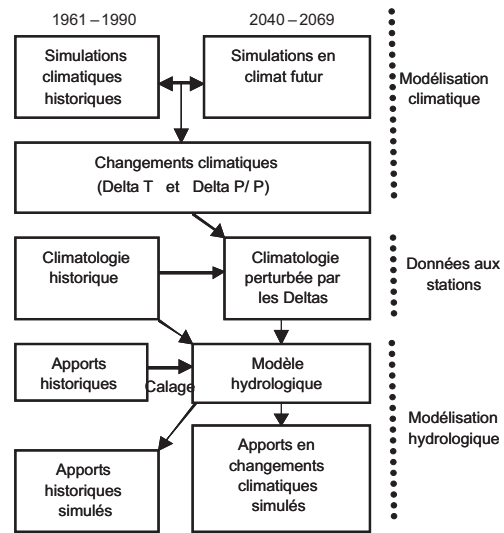 1961 – 1990
2040 – 2069
Simulations
climatiques
historiques
Simulations en
climat futur
Modélisation
climatique
Changements climatiques
(Delta T et Delta P/ P)
Climatologie
historique
Climatologie
perturbée par
les Deltas
Données aux
stations
Apports
historiques
Calage
Modèle
hydrologique
Modélisation
hydrologique
Apports
historiques
simulés
Apports en
changements
climatiques
simulés